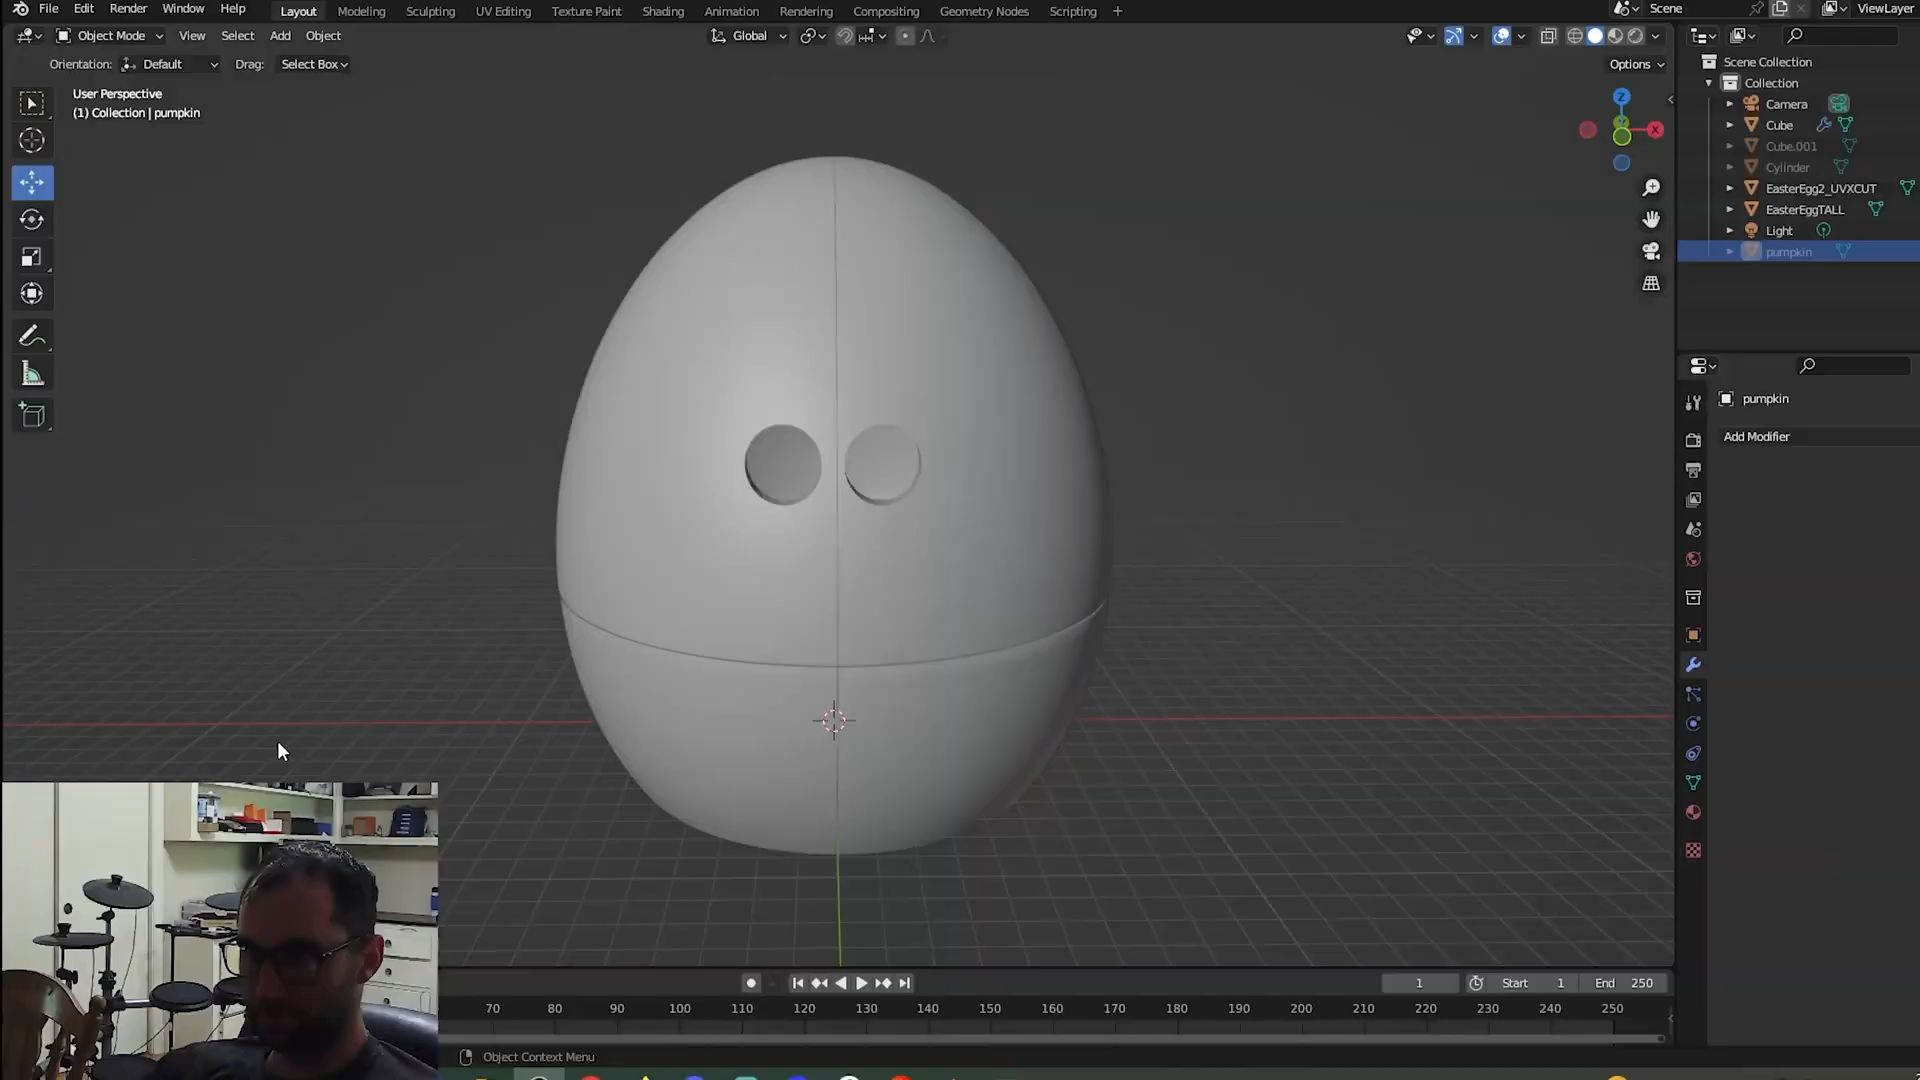 File Edit Render Window Help Layout Modeling Sculpting UV Editing Texture Paint Shading Animation Rendering Compositing Geometry Nodes Scripting + Scene ViewLayer
Object Mode View Select Add Object Global
Orientation: Default Drag: Select Box Options
User Perspective
(1) Collection | pumpkin
Z
X
Scene Collection
Collection
Camera
Cube
Cube.001
Cylinder
EasterEgg2_UVXCUT
EasterEggTALL
Light
pumpkin
pumpkin
Add Modifier
1 Start 1 End 250
70 80 90 100 110 120 130 140 150 160 170 180 190 200 210 220 230 240 250
Object Context Menu